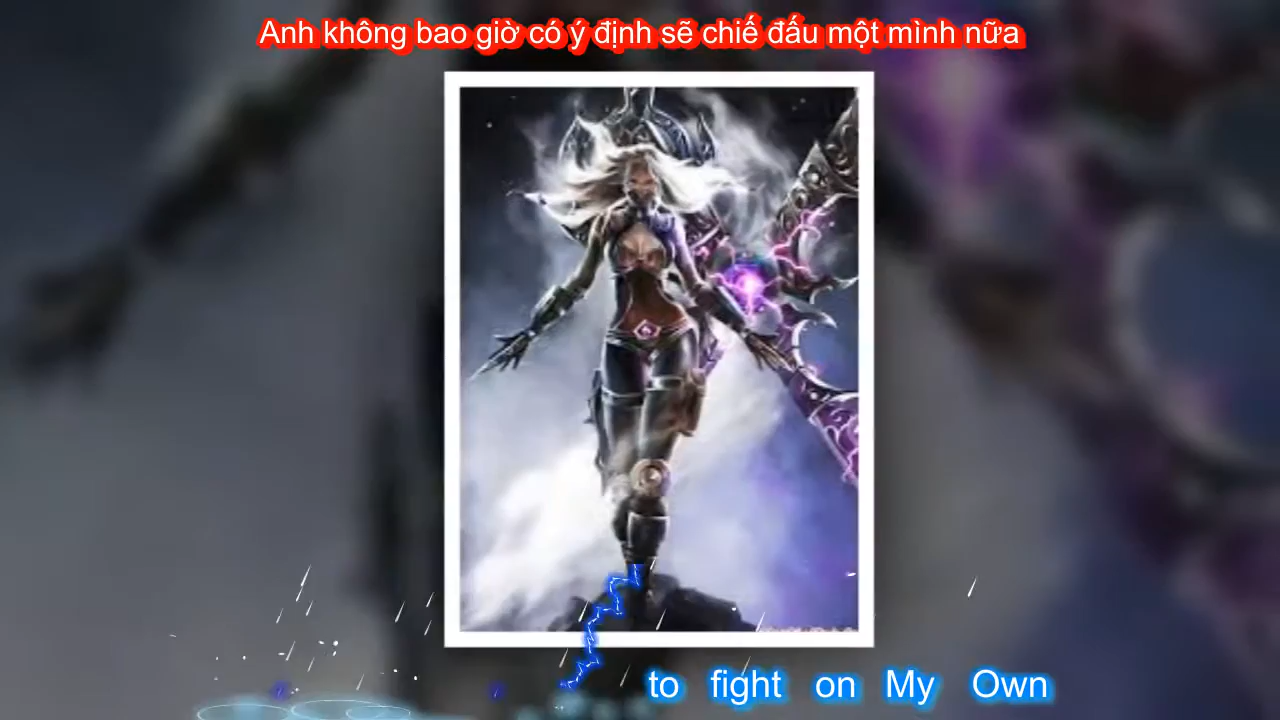 Anh không bao giờ có ý định sẽ chiế đấu một mình nữa
to fight on My Own